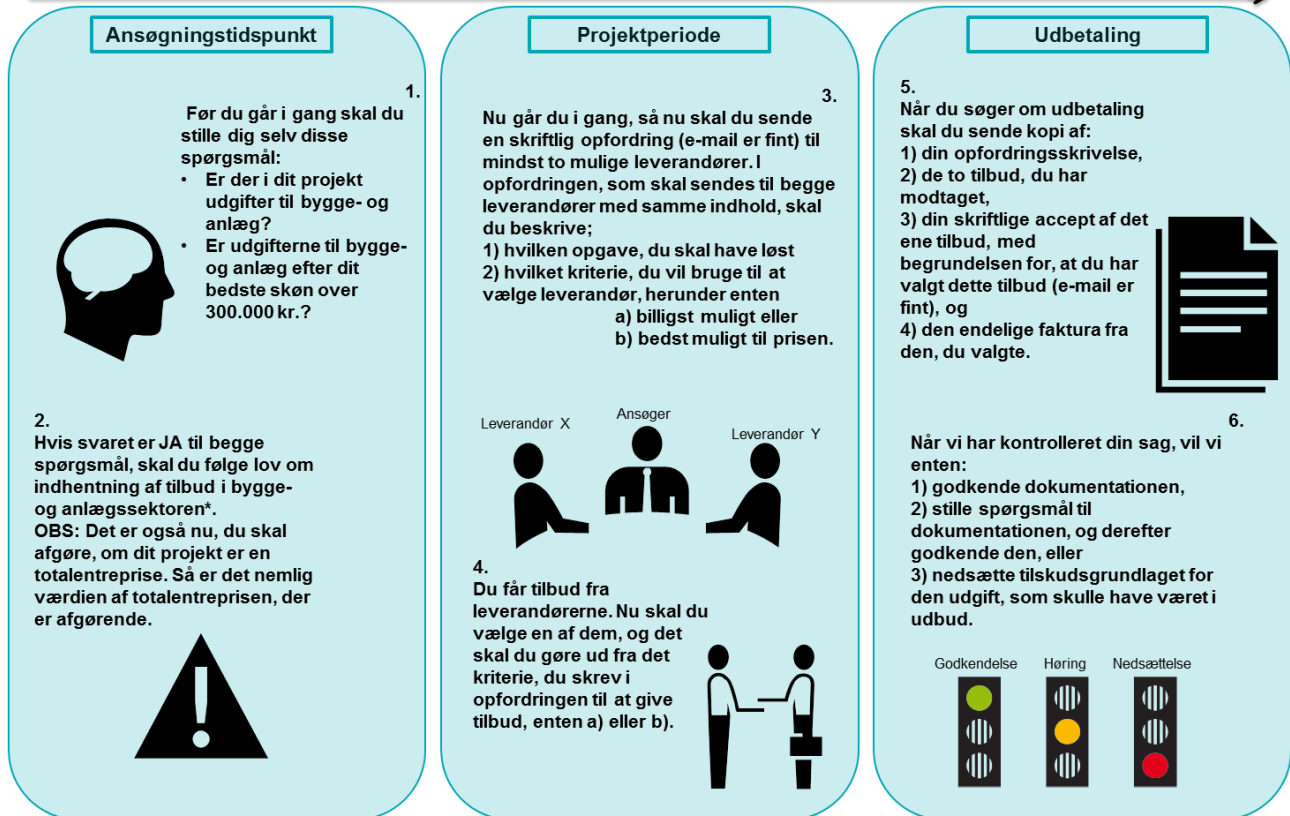 Ansøgningstidspunkt
1.
Før du går i gang skal du
stille dig selv disse
spørgsmål:
• Er der i dit projekt
udgifter til bygge- og
anlæg?
• Er udgifterne til bygge-
og anlæg efter dit
bedste skøn over
300.000 kr.?
2.
Hvis svaret er JA til begge
spørgsmål, skal du følge lov om
indhentning af tilbud i bygge-
og anlægssektoren*.
OBS: Det er også nu, du skal
afgøre, om dit projekt er en
totalentreprise. Så er det nemlig
værdien af totalentreprisen, der
er afgørende.
Projektperiode
3.
Nu går du i gang, så nu skal du sende
en skriftlig opfordring (e-mail er fint) til
mindst to mulige leverandører. I
opfordringen, som skal sendes til begge
leverandører med samme indhold, skal
du beskrive;
1) hvilken opgave, du skal have løst
2) hvilket kriterie, du vil bruge til at
vælge leverandør, herunder enten
a) billigst muligt eller
b) bedst muligt til prisen.
Leverandør X
Ansøger
Leverandør Y
4.
Du får tilbud fra
leverandørerne. Nu skal du
vælge en af dem, og det
skal du gøre ud fra det
kriterie, du skrev i
opfordringen til at give
tilbud, enten a) eller b).
Udbetaling
5.
Når du søger om udbetaling
skal du sende kopi af:
1) din opfordringsskrivelse,
2) de to tilbud, du har
modtaget,
3) din skriftlige accept af det
ene tilbud, med
begrundelsen for, at du har
valgt dette tilbud (e-mail er
fint), og
4) den endelige faktura fra
den, du valgte.
6.
Når vi har kontrolleret din sag, vil vi
enten:
1) godkende dokumentationen,
2) stille spørgsmål til
dokumentationen, og derefter
godkende den, eller
3) nedsætte tilskudsgrundlaget for
den udgift, som skulle have været i
udbud.
Godkendelse
Høring
Nedsættelse